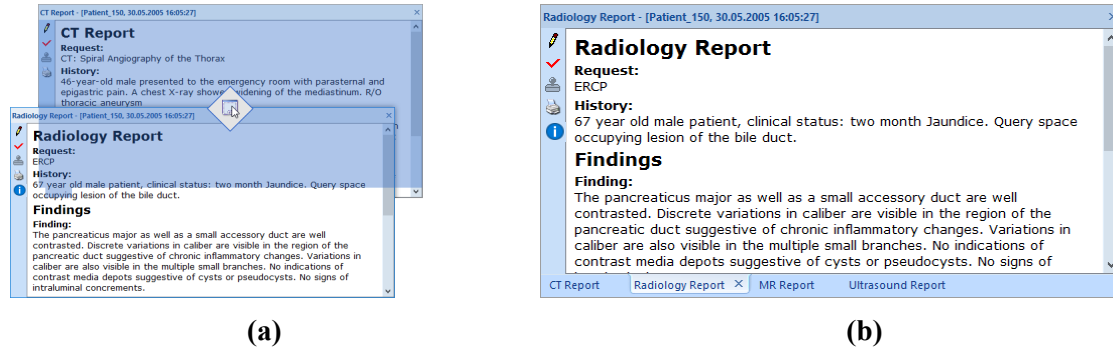 CT Report - [Patient_150, 30.05.2005 16:05:27]
CT Report
Request:
CT: Spiral Angiography of the Thorax
History:
46-year-old male presented to the emergency room with parasternal and
epigastric pain. A chest X-ray showed widening of the mediastinum. R/O
thoracic aneurysm
Radiology Report - [Patient_150, 30.05.2005 16:05:27]
Radiology Report
Request:
ERCP
History:
67 year old male patient, clinical status: two month Jaundice. Query space
occupying lesion of the bile duct.
Findings
Finding:
The pancreaticus major as well as a small accessory duct are well
contrasted. Discrete variations in caliber are visible in the region of the
pancreatic duct suggestive of chronic inflammatory changes. Variations in
caliber are also visible in the multiple small branches. No indications of
contrast media depots suggestive of cysts or pseudocysts. No signs of
intraluminal concrements.
(a)
Radiology Report - [Patient_150, 30.05.2005 16:05:27]
Radiology Report
Request:
ERCP
History:
67 year old male patient, clinical status: two month Jaundice. Query space
occupying lesion of the bile duct.
Findings
Finding:
The pancreaticus major as well as a small accessory duct are well
contrasted. Discrete variations in caliber are visible in the region of the
pancreatic duct suggestive of chronic inflammatory changes. Variations in
caliber are also visible in the multiple small branches. No indications of
contrast media depots suggestive of cysts or pseudocysts. No signs of
CT Report Radiology Report MR Report Ultrasound Report
(b)